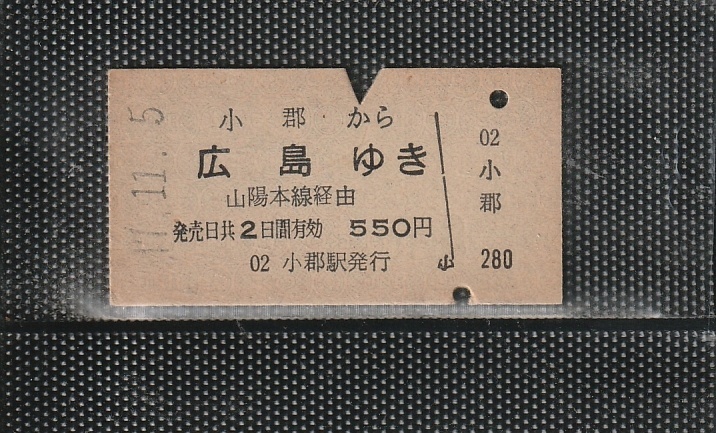 小郡から
広島ゆき
山陽本線経由
発売日共2日間有効 550円
02 小郡駅発行
小
02
小郡
280
11. 5